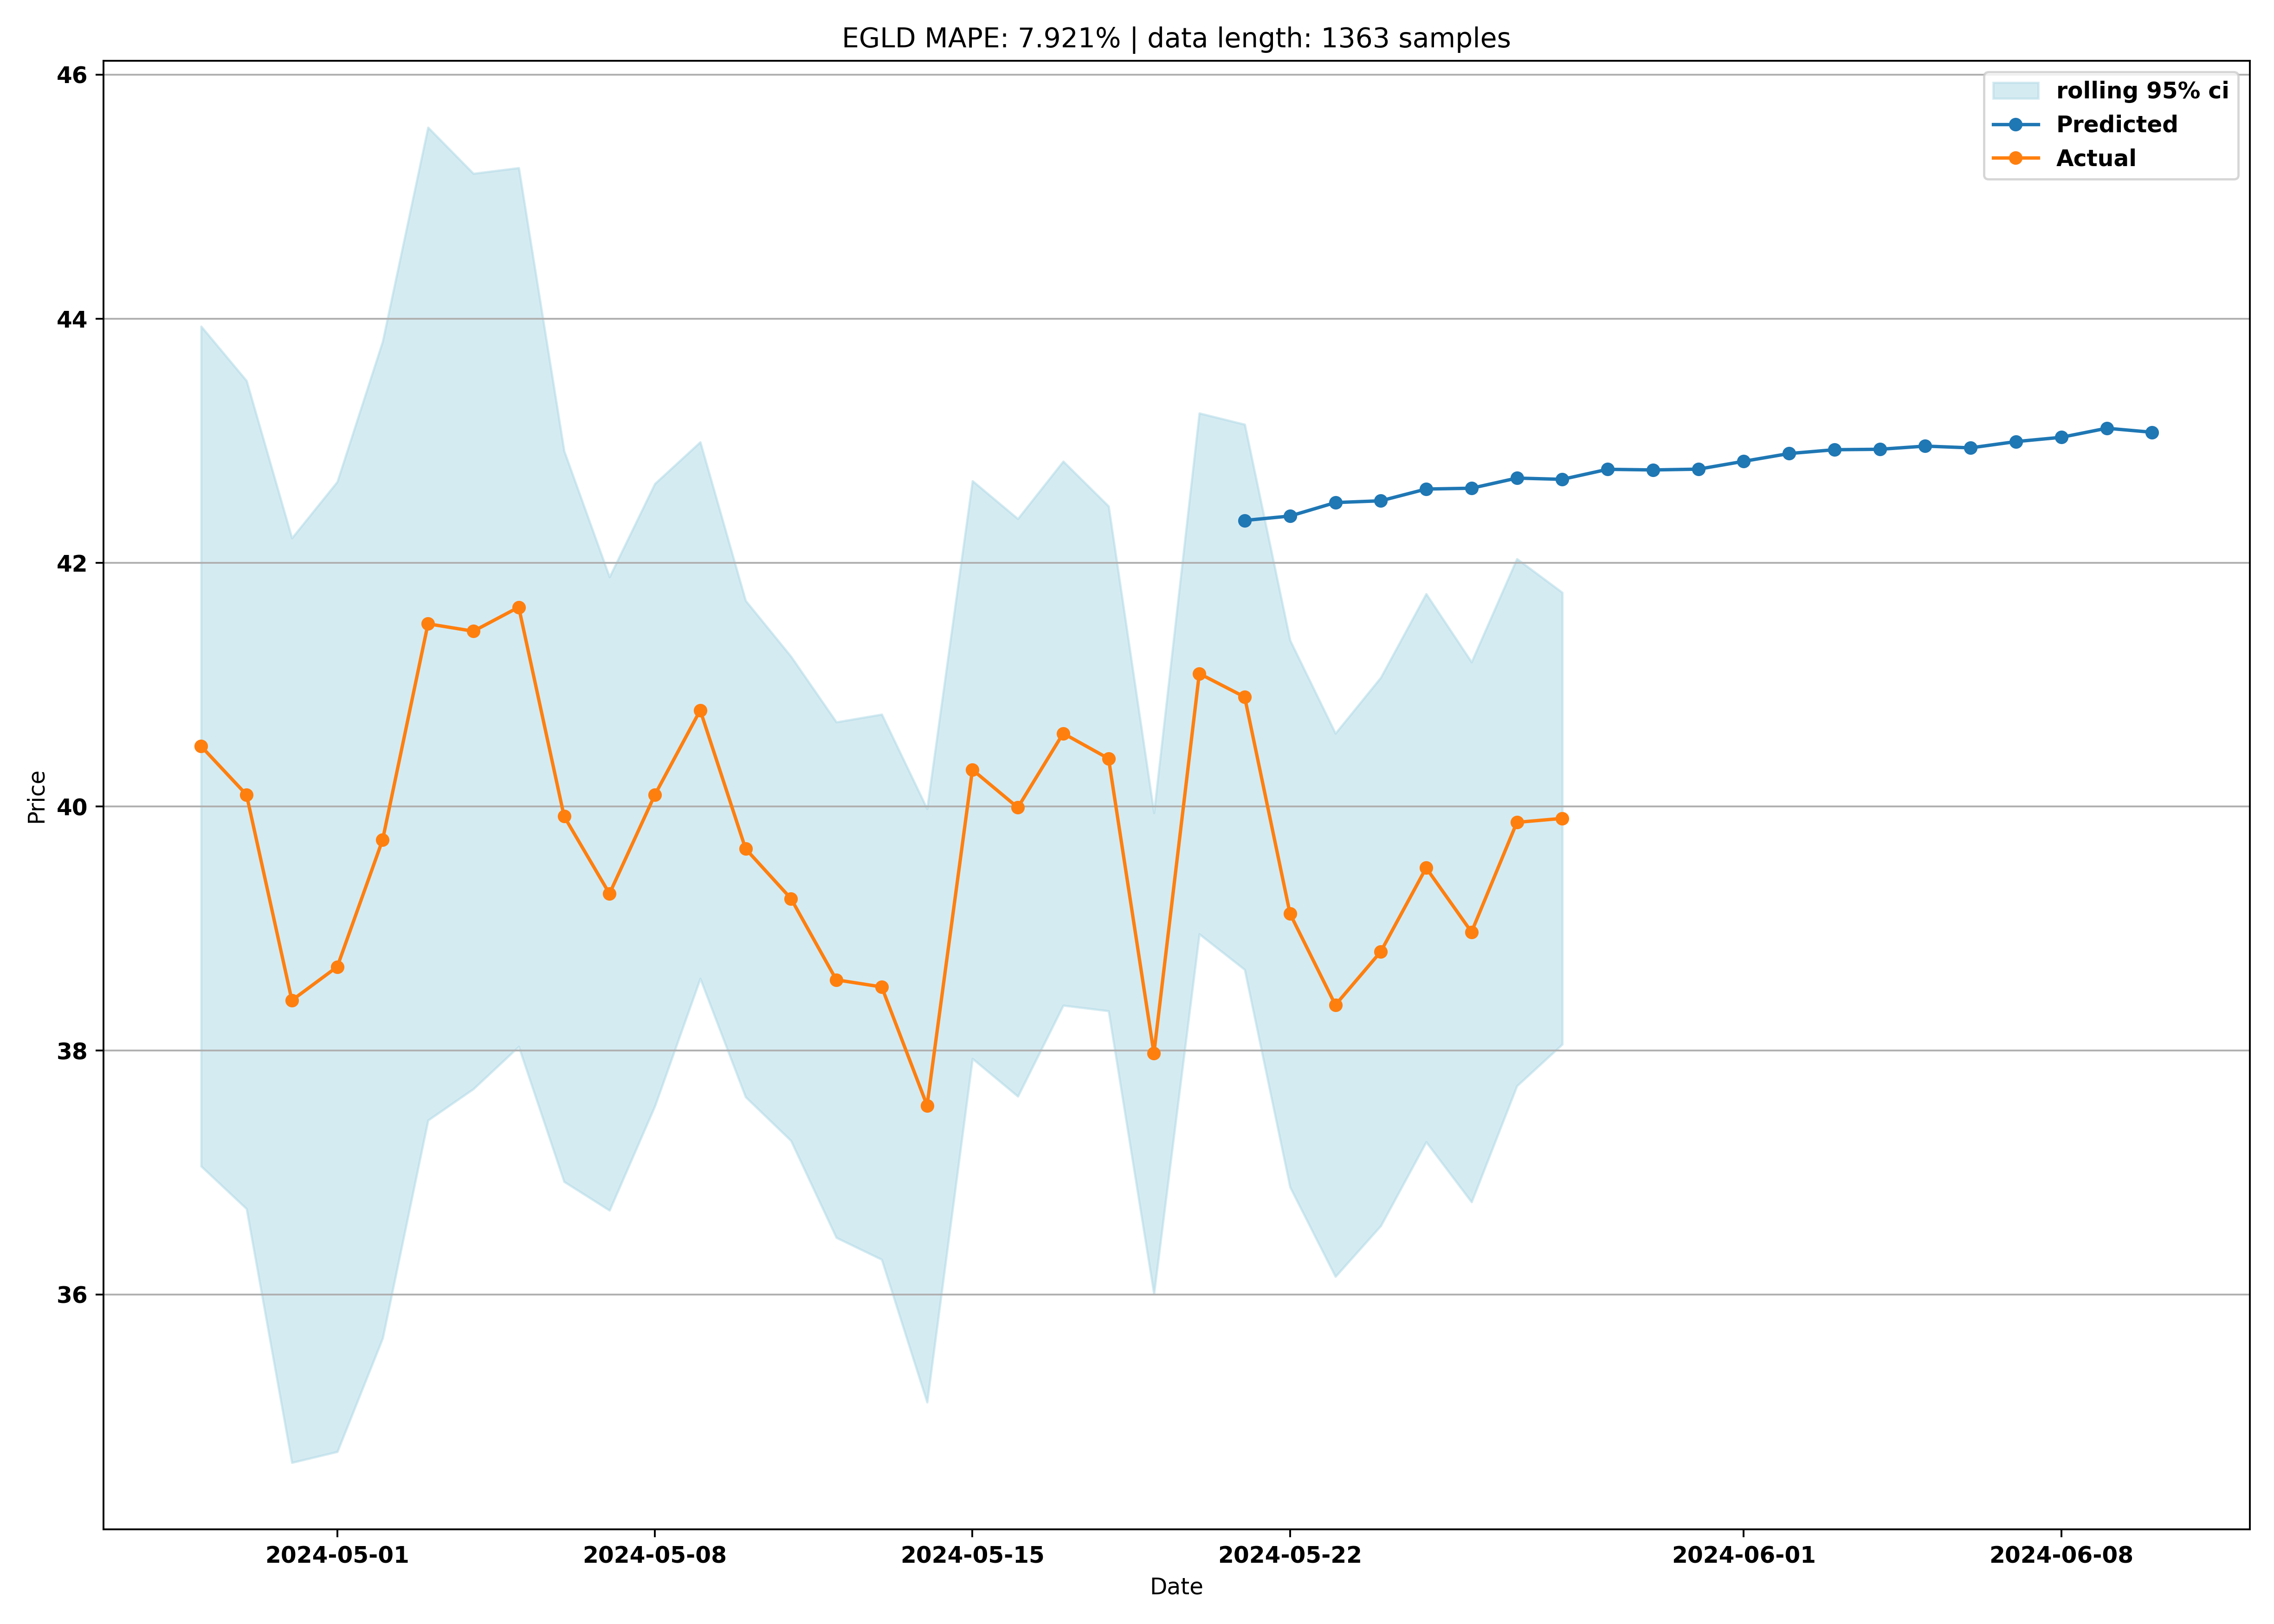 EGLD MAPE: 7.921% | data length: 1363 samples
46
44
42
40
38
36
Price
rolling 95% ci
Predicted
Actual
2024-05-01
2024-05-08
2024-05-15
2024-05-22
2024-06-01
2024-06-08
Date